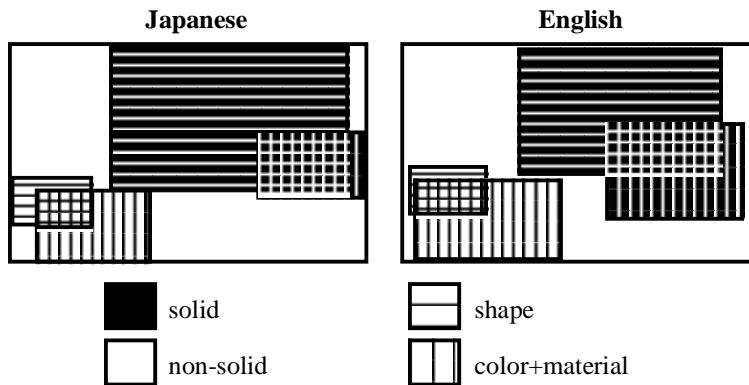 Japanese
English
solid
shape
non-solid
color+material